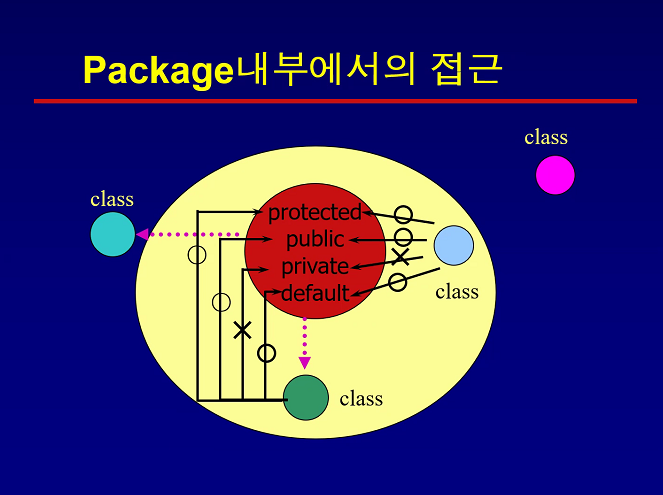 Package내부에서의 접근
class
class
protected
public
private
default
class
class